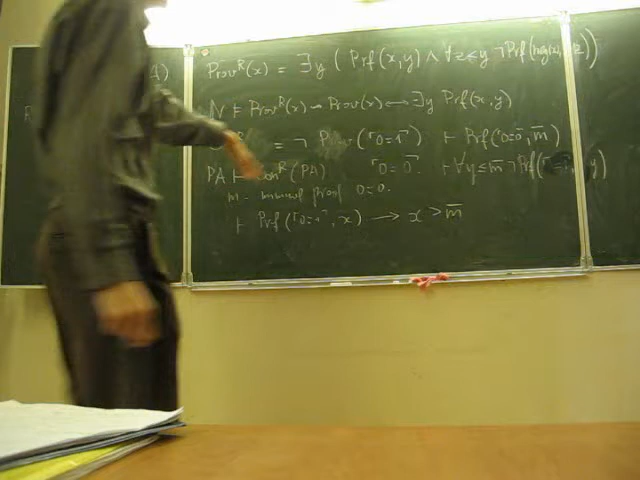 Prov^R(x) = ∃y ( Prf(x,y) ∧ ∀z≤y ¬Prf(neg(x),z))
N ⊧ Prov^R(x) ↔ Prov(x) ↔ ∃y Prf(x,y)
= ¬ ("0=1") ⊢ Prf("0=0", m̅)
PA ⊢ Con^R(PA) "0=0". ⊢ ∀y≤m̅ ¬Prf( y)
m - proof 0=0.
⊢ Prf("0=1", x) → x > m̅